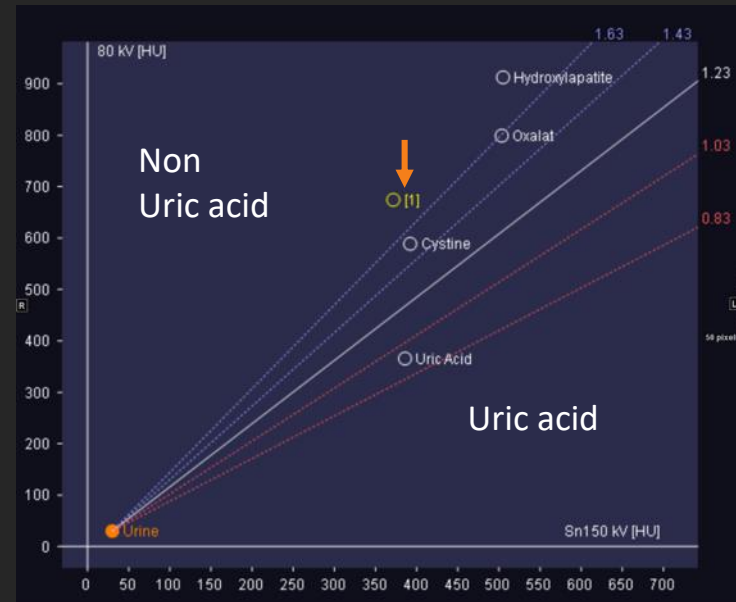 1.63 1.43
80 kV [HU]
900
Hydroxylapatite
1.23
800
Oxalat
1.03
Non
Uric acid
700
[1]
0.83
600
Cystine
500
R
L
400
50 pixel
Uric Acid
300
Uric acid
200
100
Urine
Sn150 kV [HU]
0
0 50 100 150 200 250 300 350 400 450 500 550 600 650 700